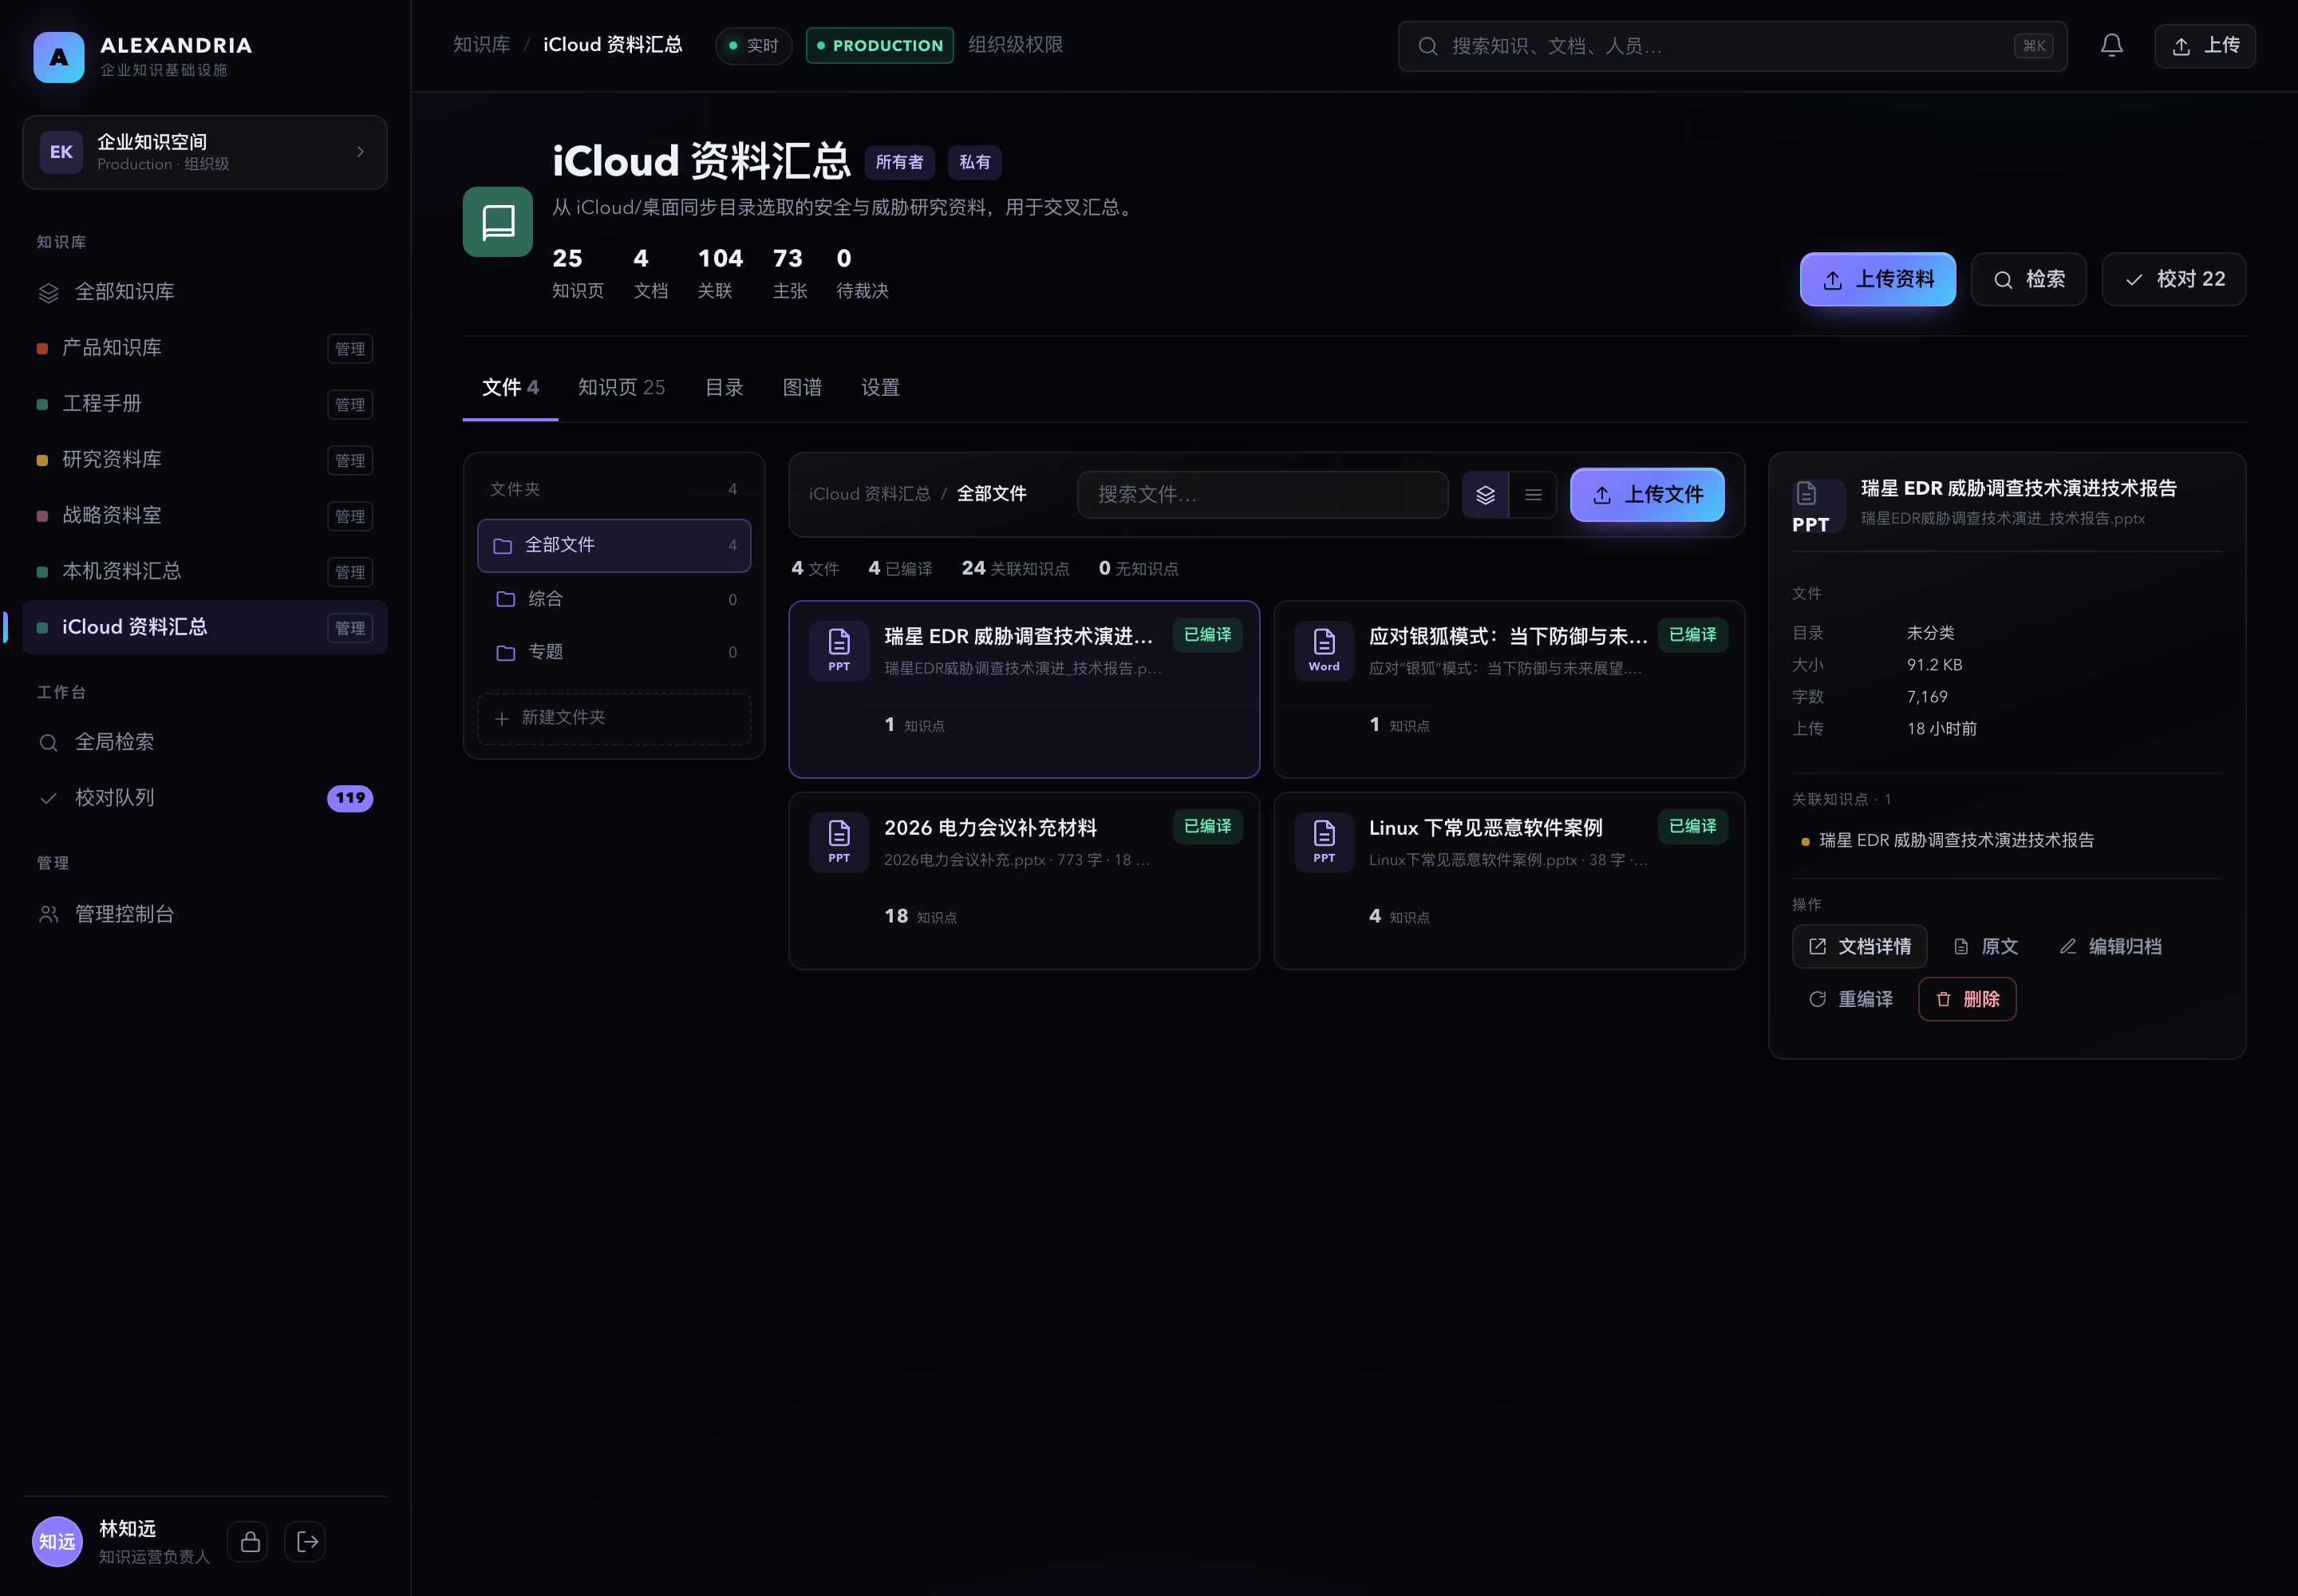 A
ALEXANDRIA
企业知识基础设施
EK
企业知识空间
Production · 组织级
知识库
全部知识库
产品知识库 管理
工程手册 管理
研究资料库 管理
战略资料室 管理
本机资料汇总 管理
iCloud 资料汇总 管理
工作台
全局检索
校对队列 119
管理
管理控制台
知远
林知远
知识运营负责人
知识库 / iCloud 资料汇总 实时 PRODUCTION 组织级权限
搜索知识、文档、人员… ⌘K
上传
iCloud 资料汇总 所有者 私有
从 iCloud/桌面同步目录选取的安全与威胁研究资料，用于交叉汇总。
25 4 104 73 0
知识页 文档 关联 主张 待裁决
上传资料 检索 校对 22
文件 4 知识页 25 目录 图谱 设置
文件夹 4
全部文件 4
综合 0
专题 0
新建文件夹
iCloud 资料汇总 / 全部文件
搜索文件…
上传文件
4 文件 4 已编译 24 关联知识点 0 无知识点
PPT
瑞星 EDR 威胁调查技术演进… 已编译
瑞星EDR威胁调查技术演进_技术报告.p…
1 知识点
Word
应对银狐模式：当下防御与未… 已编译
应对“银狐”模式：当下防御与未来展望.…
1 知识点
PPT
2026 电力会议补充材料 已编译
2026电力会议补充.pptx · 773 字 · 18 …
18 知识点
PPT
Linux 下常见恶意软件案例 已编译
Linux下常见恶意软件案例.pptx · 38 字 ·…
4 知识点
PPT
瑞星 EDR 威胁调查技术演进技术报告
瑞星EDR威胁调查技术演进_技术报告.pptx
文件
目录 未分类
大小 91.2 KB
字数 7,169
上传 18 小时前
关联知识点 · 1
瑞星 EDR 威胁调查技术演进技术报告
操作
文档详情 原文 编辑归档
重编译 删除